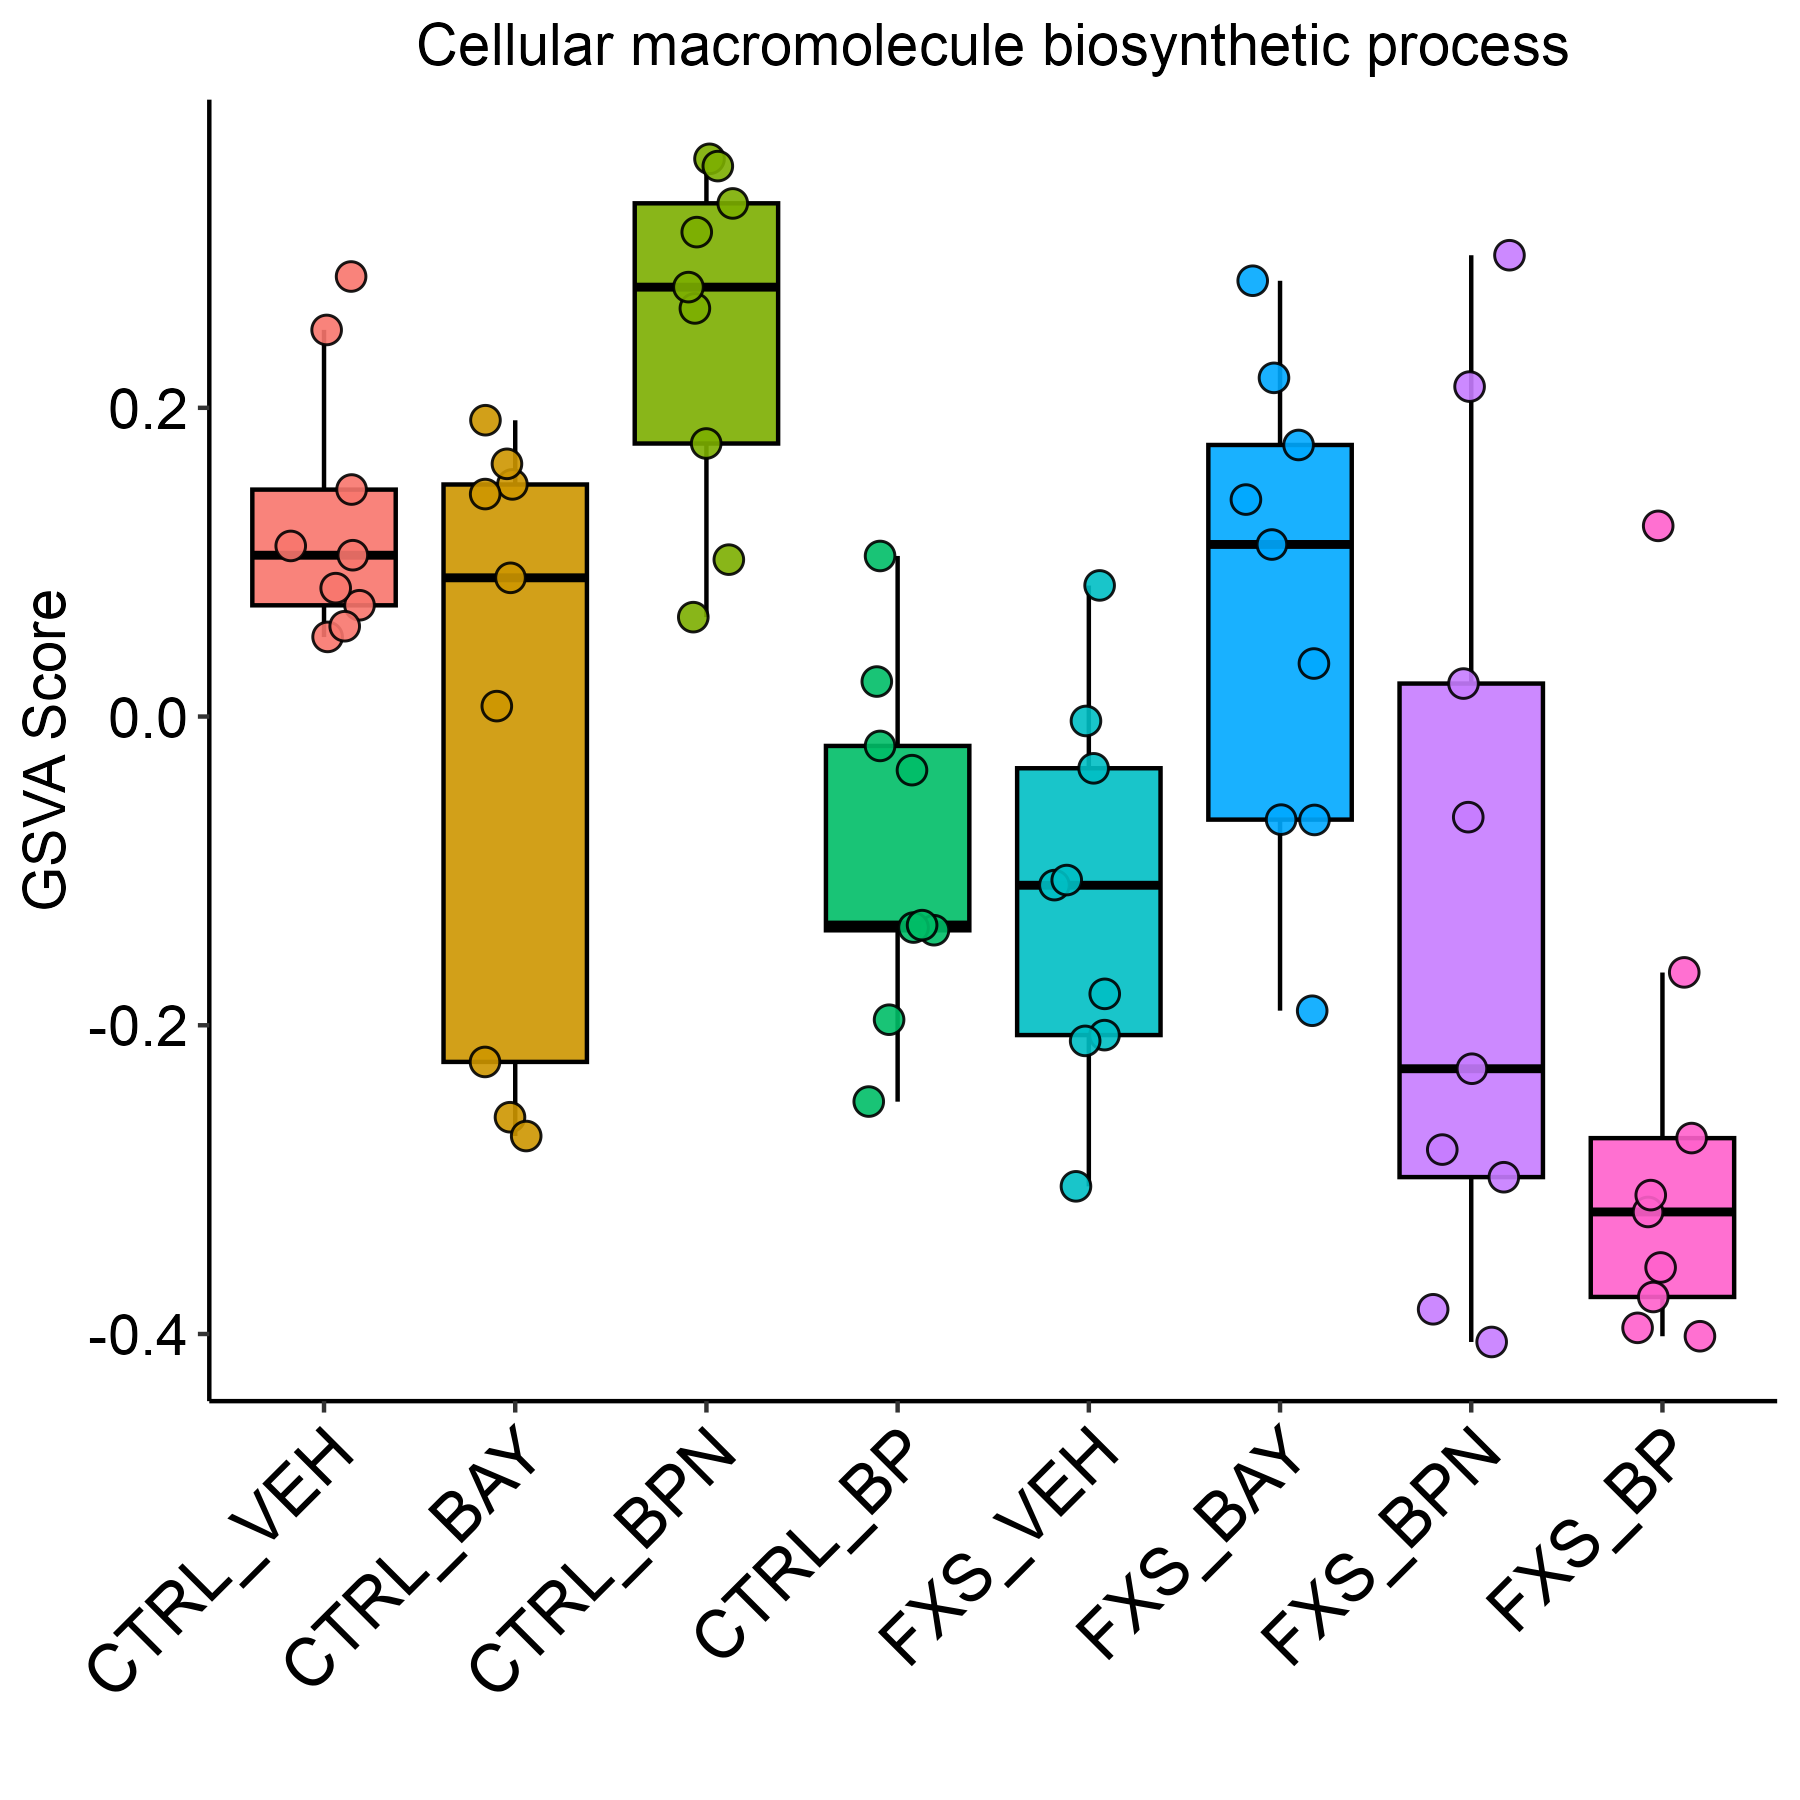 Cellular macromolecule biosynthetic process
GSVA Score
0.2
0.0
-0.2
-0.4
CTRL_VEH
CTRL_BAY
CTRL_BPN
CTRL_BP
FXS_VEH
FXS_BAY
FXS_BPN
FXS_BP